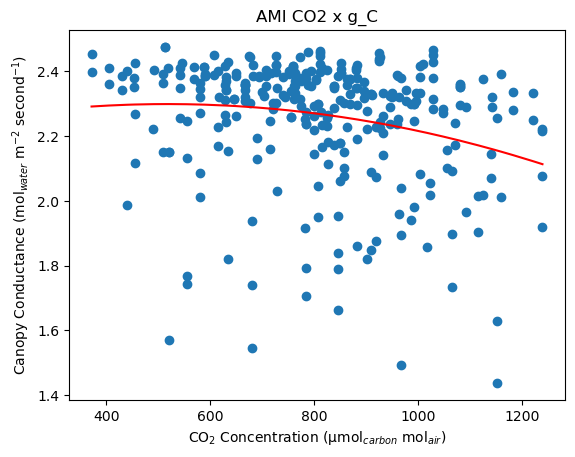 AMI CO2 x g_C
Canopy Conductance (mol$_{water}$ m$^{-2}$ second$^{-1}$)
2.4
2.2
2.0
1.8
1.6
1.4
400 600 800 1000 1200
CO$_2$ Concentration (μmol$_{carbon}$ mol$_{air}$)